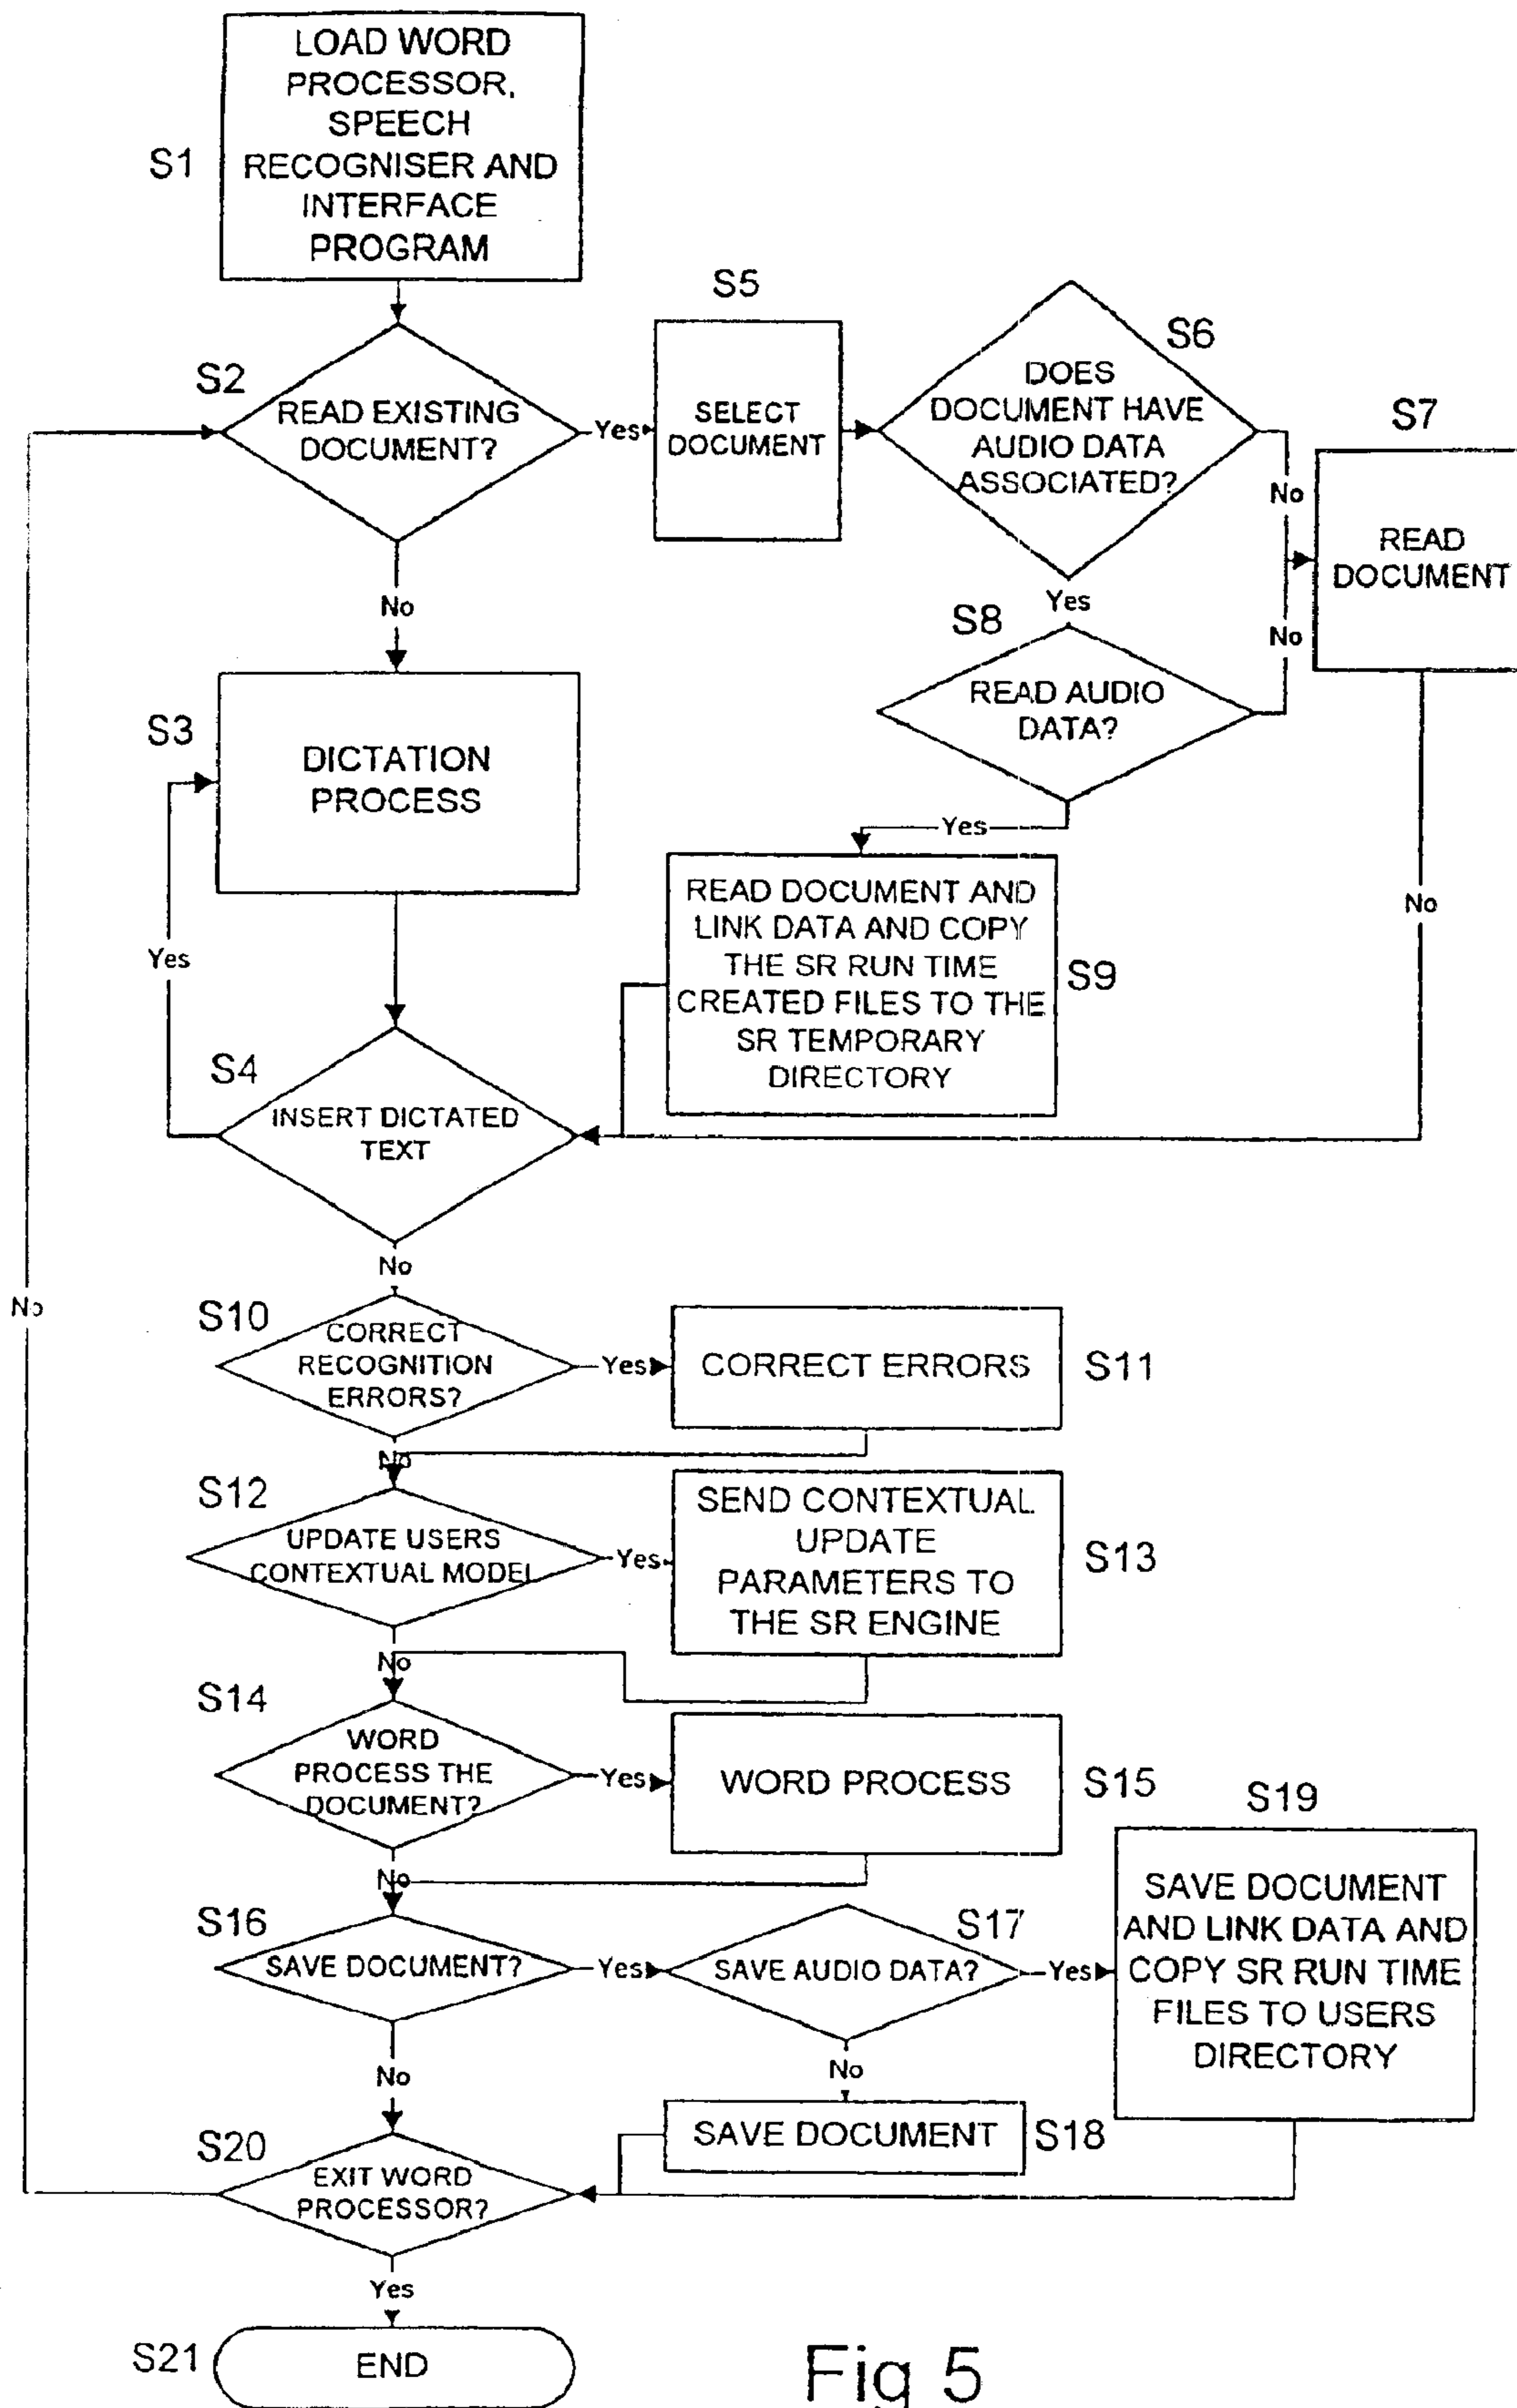 LOAD WORD
PROCESSOR,
SPEECH
RECOGNISER AND
INTERFACE
PROGRAM
S1
S2
READ EXISTING
DOCUMENT?
Yes
No
S5
SELECT
DOCUMENT
S6
DOES
DOCUMENT HAVE
AUDIO DATA
ASSOCIATED?
No
Yes
S7
READ
DOCUMENT
No
S8
READ AUDIO
DATA?
No
Yes
S3
DICTATION
PROCESS
Yes
READ DOCUMENT AND
LINK DATA AND COPY
THE SR RUN TIME
CREATED FILES TO THE
SR TEMPORARY
DIRECTORY
S9
S4
INSERT DICTATED
TEXT
No
No
S10
CORRECT
RECOGNITION
ERRORS?
Yes
CORRECT ERRORS
S11
No
S12
UPDATE USERS
CONTEXTUAL MODEL
Yes
SEND CONTEXTUAL
UPDATE
PARAMETERS TO
THE SR ENGINE
S13
No
S14
WORD
PROCESS THE
DOCUMENT?
Yes
WORD PROCESS
S15
No
S16
SAVE DOCUMENT?
Yes
S17
SAVE AUDIO DATA?
Yes
S19
SAVE DOCUMENT
AND LINK DATA AND
COPY SR RUN TIME
FILES TO USERS
DIRECTORY
No
No
SAVE DOCUMENT
S18
S20
EXIT WORD
PROCESSOR?
Yes
S21
END
Fig 5